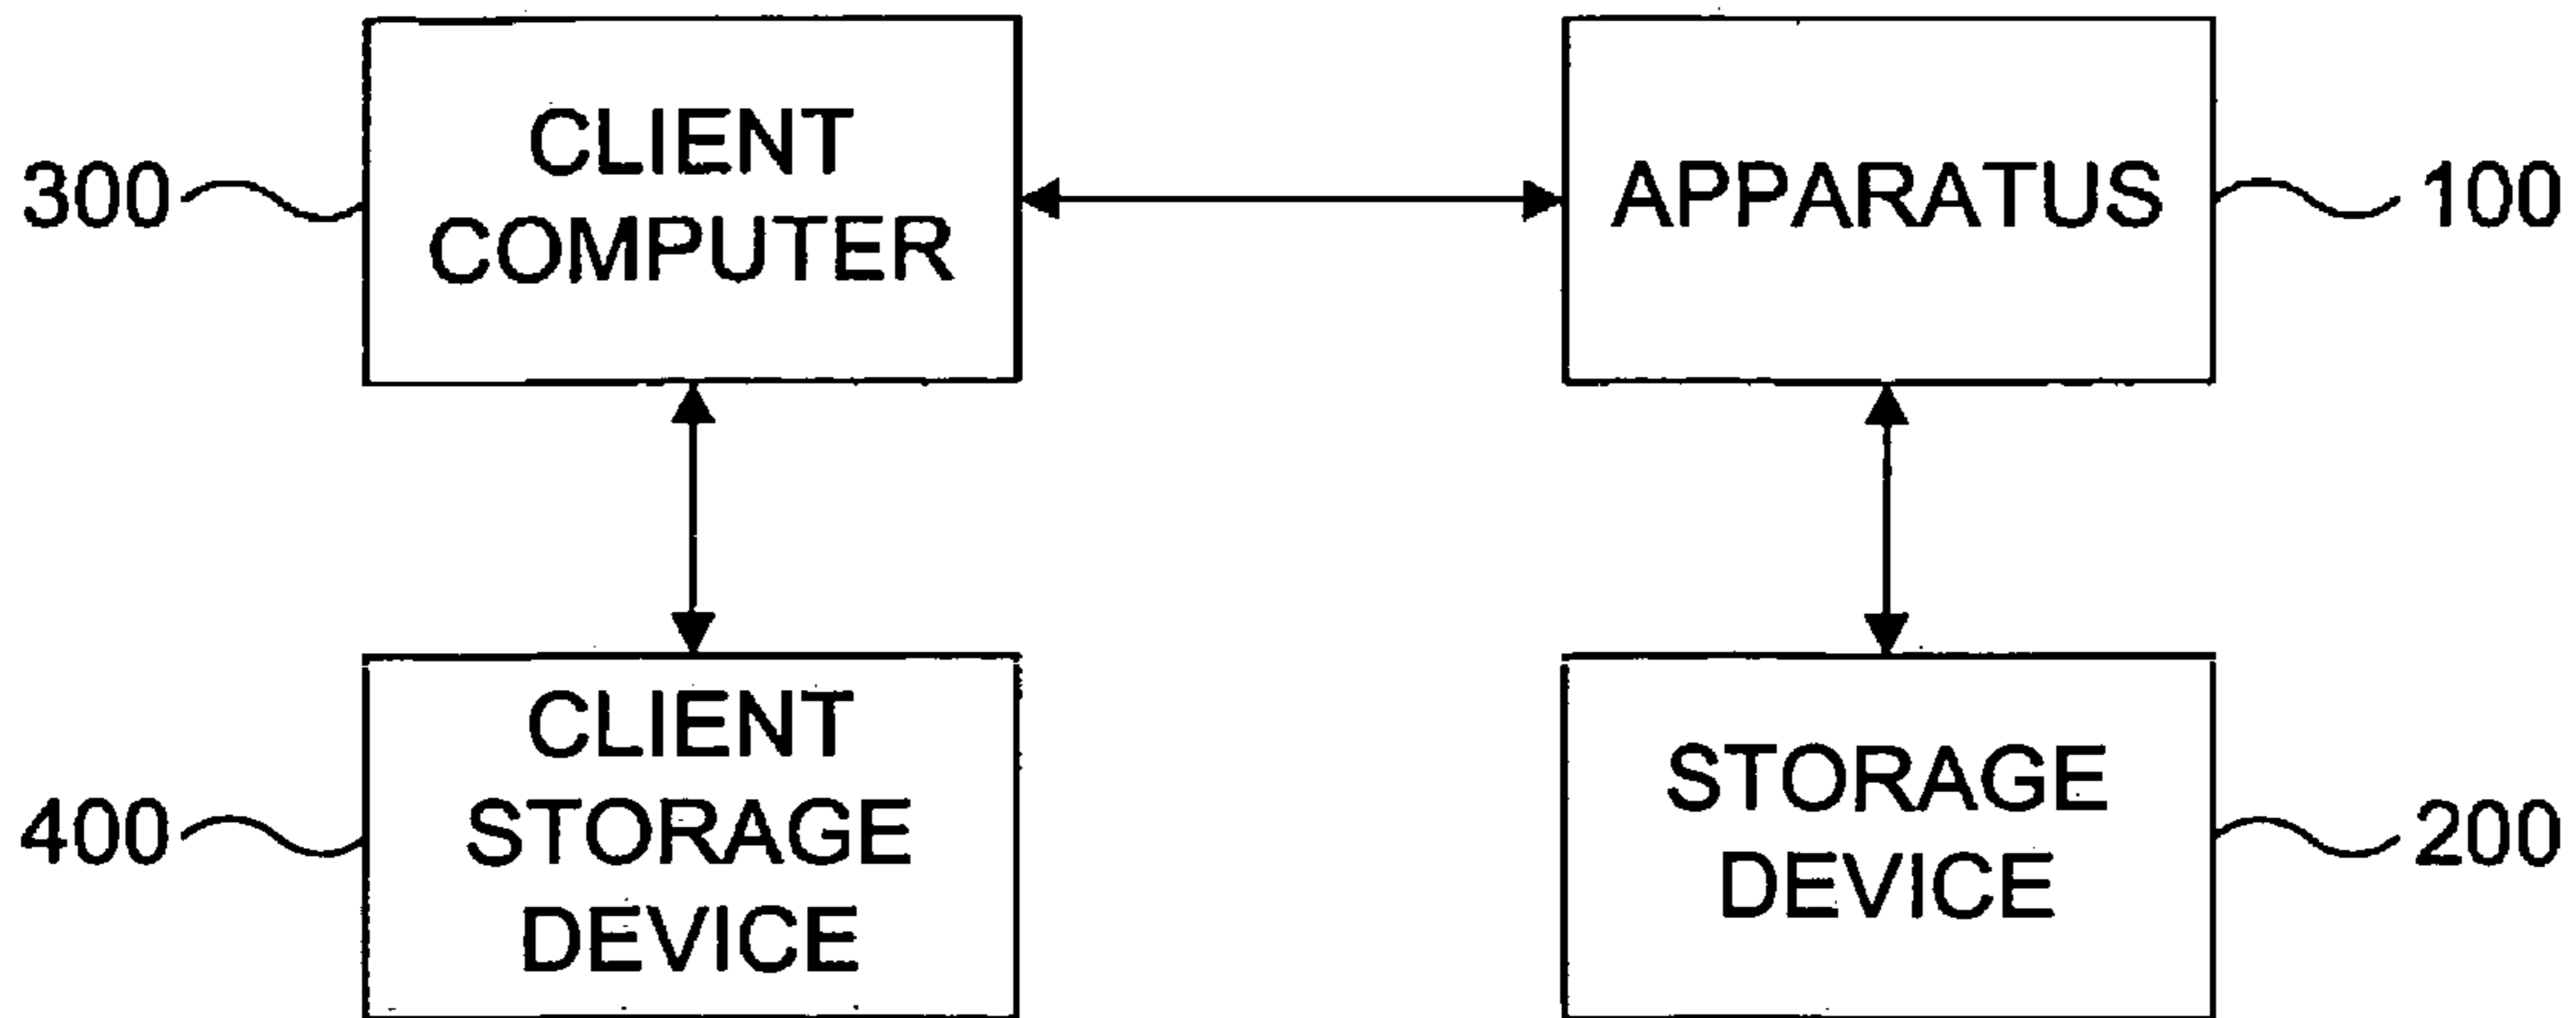 CLIENT
COMPUTER
300
APPARATUS
100
CLIENT
STORAGE
DEVICE
400
STORAGE
DEVICE
200